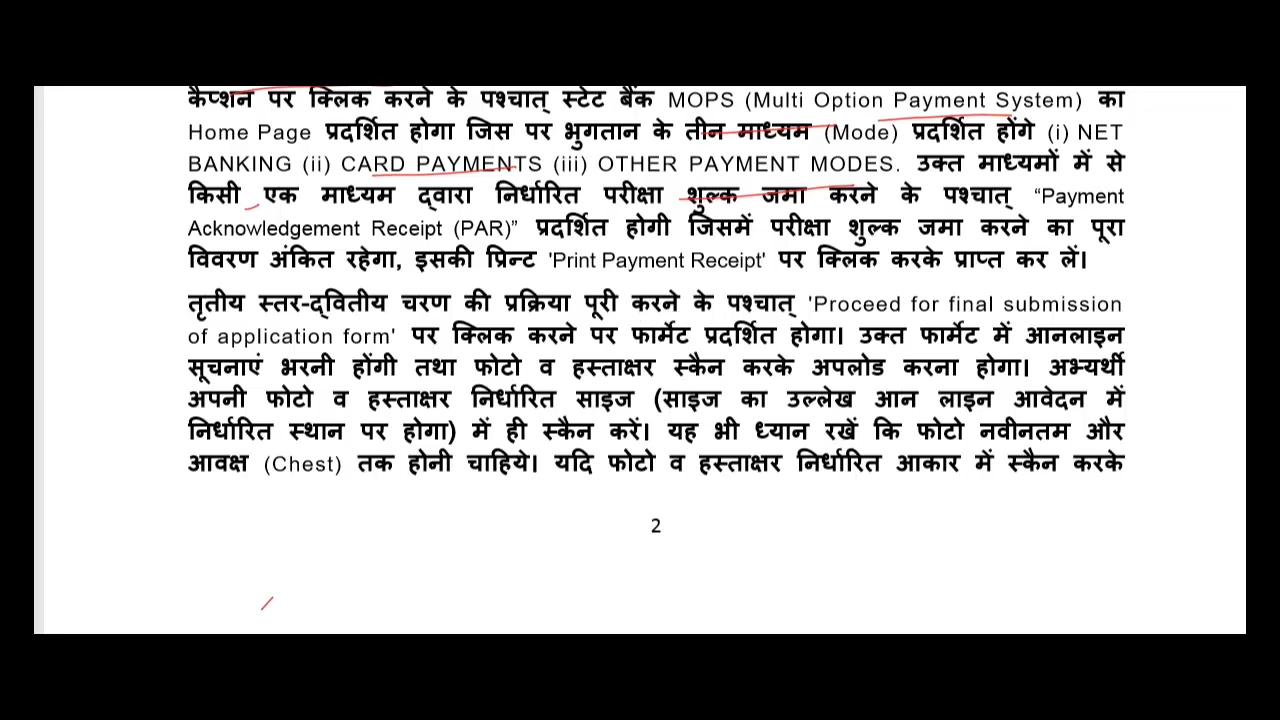 कैप्शन पर क्लिक करने के पश्चात् स्टेट बैंक MOPS (Multi Option Payment System) का
Home Page प्रदर्शित होगा जिस पर भुगतान के तीन माध्यम (Mode) प्रदर्शित होंगे (i) NET
BANKING (ii) CARD PAYMENTS (iii) OTHER PAYMENT MODES. उक्त माध्यमों में से
किसी एक माध्यम द्वारा निर्धारित परीक्षा शुल्क जमा करने के पश्चात् “Payment
Acknowledgement Receipt (PAR)” प्रदर्शित होगी जिसमें परीक्षा शुल्क जमा करने का पूरा
विवरण अंकित रहेगा, इसकी प्रिन्ट 'Print Payment Receipt' पर क्लिक करके प्राप्त कर लें।
तृतीय स्तर-द्वितीय चरण की प्रक्रिया पूरी करने के पश्चात् 'Proceed for final submission
of application form' पर क्लिक करने पर फार्मेट प्रदर्शित होगा। उक्त फार्मेट में आनलाइन
सूचनाएं भरनी होंगी तथा फोटो व हस्ताक्षर स्कैन करके अपलोड करना होगा। अभ्यर्थी
अपनी फोटो व हस्ताक्षर निर्धारित साइज (साइज का उल्लेख आन लाइन आवेदन में
निर्धारित स्थान पर होगा) में ही स्कैन करें। यह भी ध्यान रखें कि फोटो नवीनतम और
आवक्ष (Chest) तक होनी चाहिये। यदि फोटो व हस्ताक्षर निर्धारित आकार में स्कैन करके
2